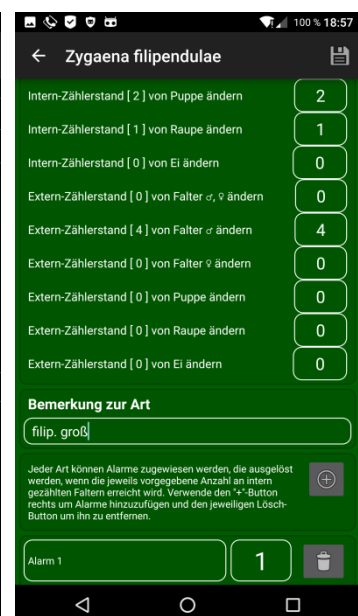 100 % 18:57
Zygaena filipendulae
Intern-Zählerstand [ 2 ] von Puppe ändern 2
Intern-Zählerstand [ 1 ] von Raupe ändern 1
Intern-Zählerstand [ 0 ] von Ei ändern 0
Extern-Zählerstand [ 0 ] von Falter ♂, ♀ ändern 0
Extern-Zählerstand [ 4 ] von Falter ♂ ändern 4
Extern-Zählerstand [ 0 ] von Falter ♀ ändern 0
Extern-Zählerstand [ 0 ] von Puppe ändern 0
Extern-Zählerstand [ 0 ] von Raupe ändern 0
Extern-Zählerstand [ 0 ] von Ei ändern 0
Bemerkung zur Art
filip. groß
Jeder Art können Alarme zugewiesen werden, die ausgelöst
werden, wenn die jeweils vorgegebene Anzahl an intern
gezählten Faltern erreicht wird. Verwende den "+"-Button
rechts um Alarme hinzuzufügen und den jeweiligen Lösch-
Button um ihn zu entfernen.
Alarm 1 1